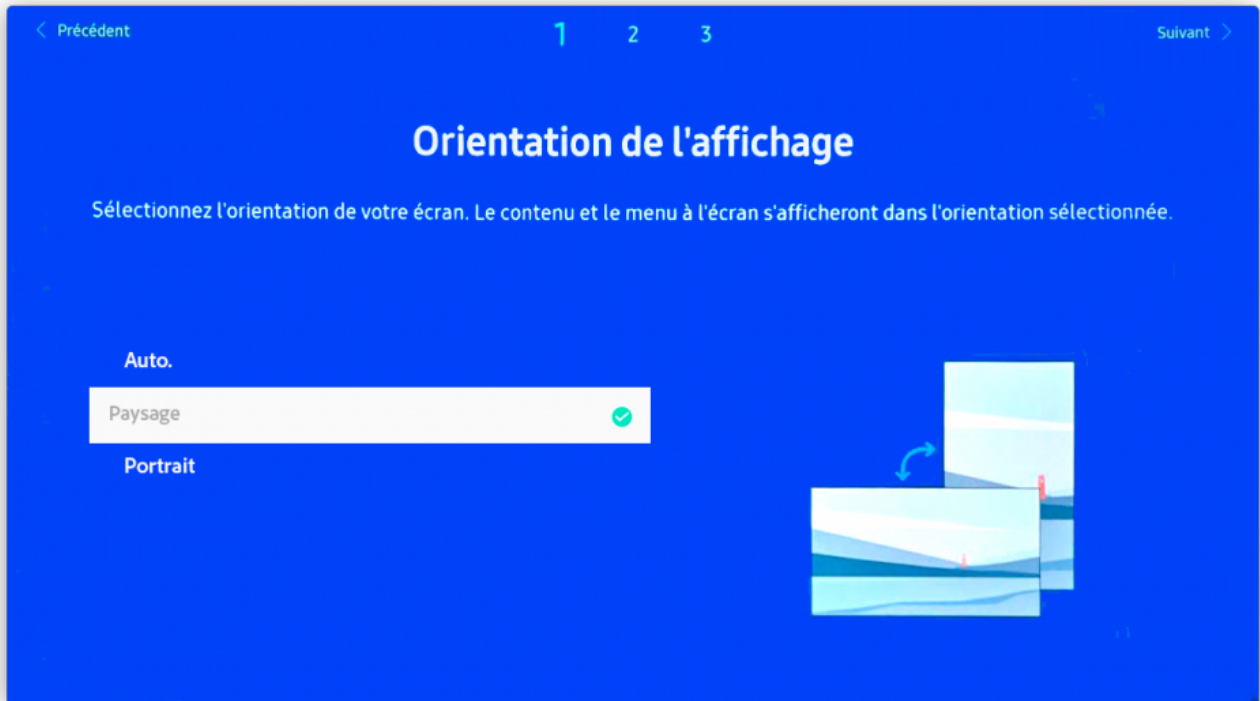 Précédent
1
2
3
Suivant
Orientation de l'affichage
Sélectionnez l'orientation de votre écran. Le contenu et le menu à l'écran s'afficheront dans l'orientation sélectionnée.
Auto.
Paysage
Portrait